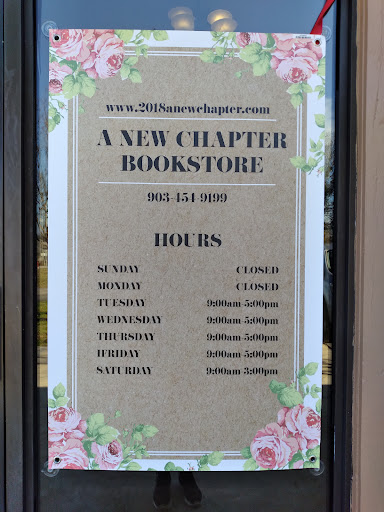 www.2018anewchapter.com
A NEW CHAPTER
BOOKSTORE
903-454-9199
HOURS
SUNDAY CLOSED
MONDAY CLOSED
TUESDAY 9:00am-5:00pm
WEDNESDAY 9:00am-5:00pm
THURSDAY 9:00am-5:00pm
IFRIDAY 9:00am-5:00pm
SATURDAY 9:00am-3:00pm